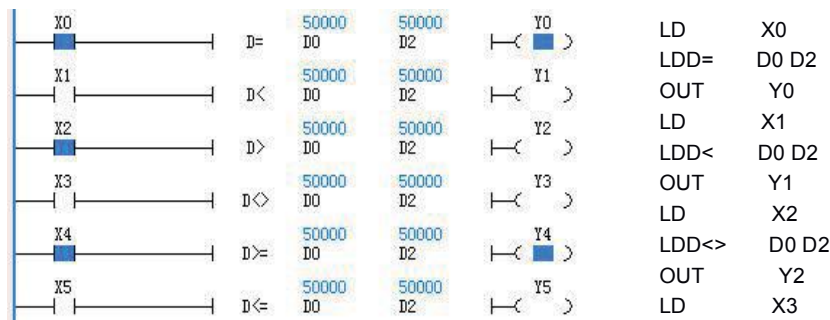 X0 50000 50000 Y0
D= D0 D2
X1 50000 50000 Y1
D< D0 D2
X2 50000 50000 Y2
D> D0 D2
X3 50000 50000 Y3
D<> D0 D2
X4 50000 50000 Y4
D>= D0 D2
X5 50000 50000 Y5
D<= D0 D2
LD X0
LDD= D0 D2
OUT Y0
LD X1
LDD< D0 D2
OUT Y1
LD X2
LDD<> D0 D2
OUT Y2
LD X3